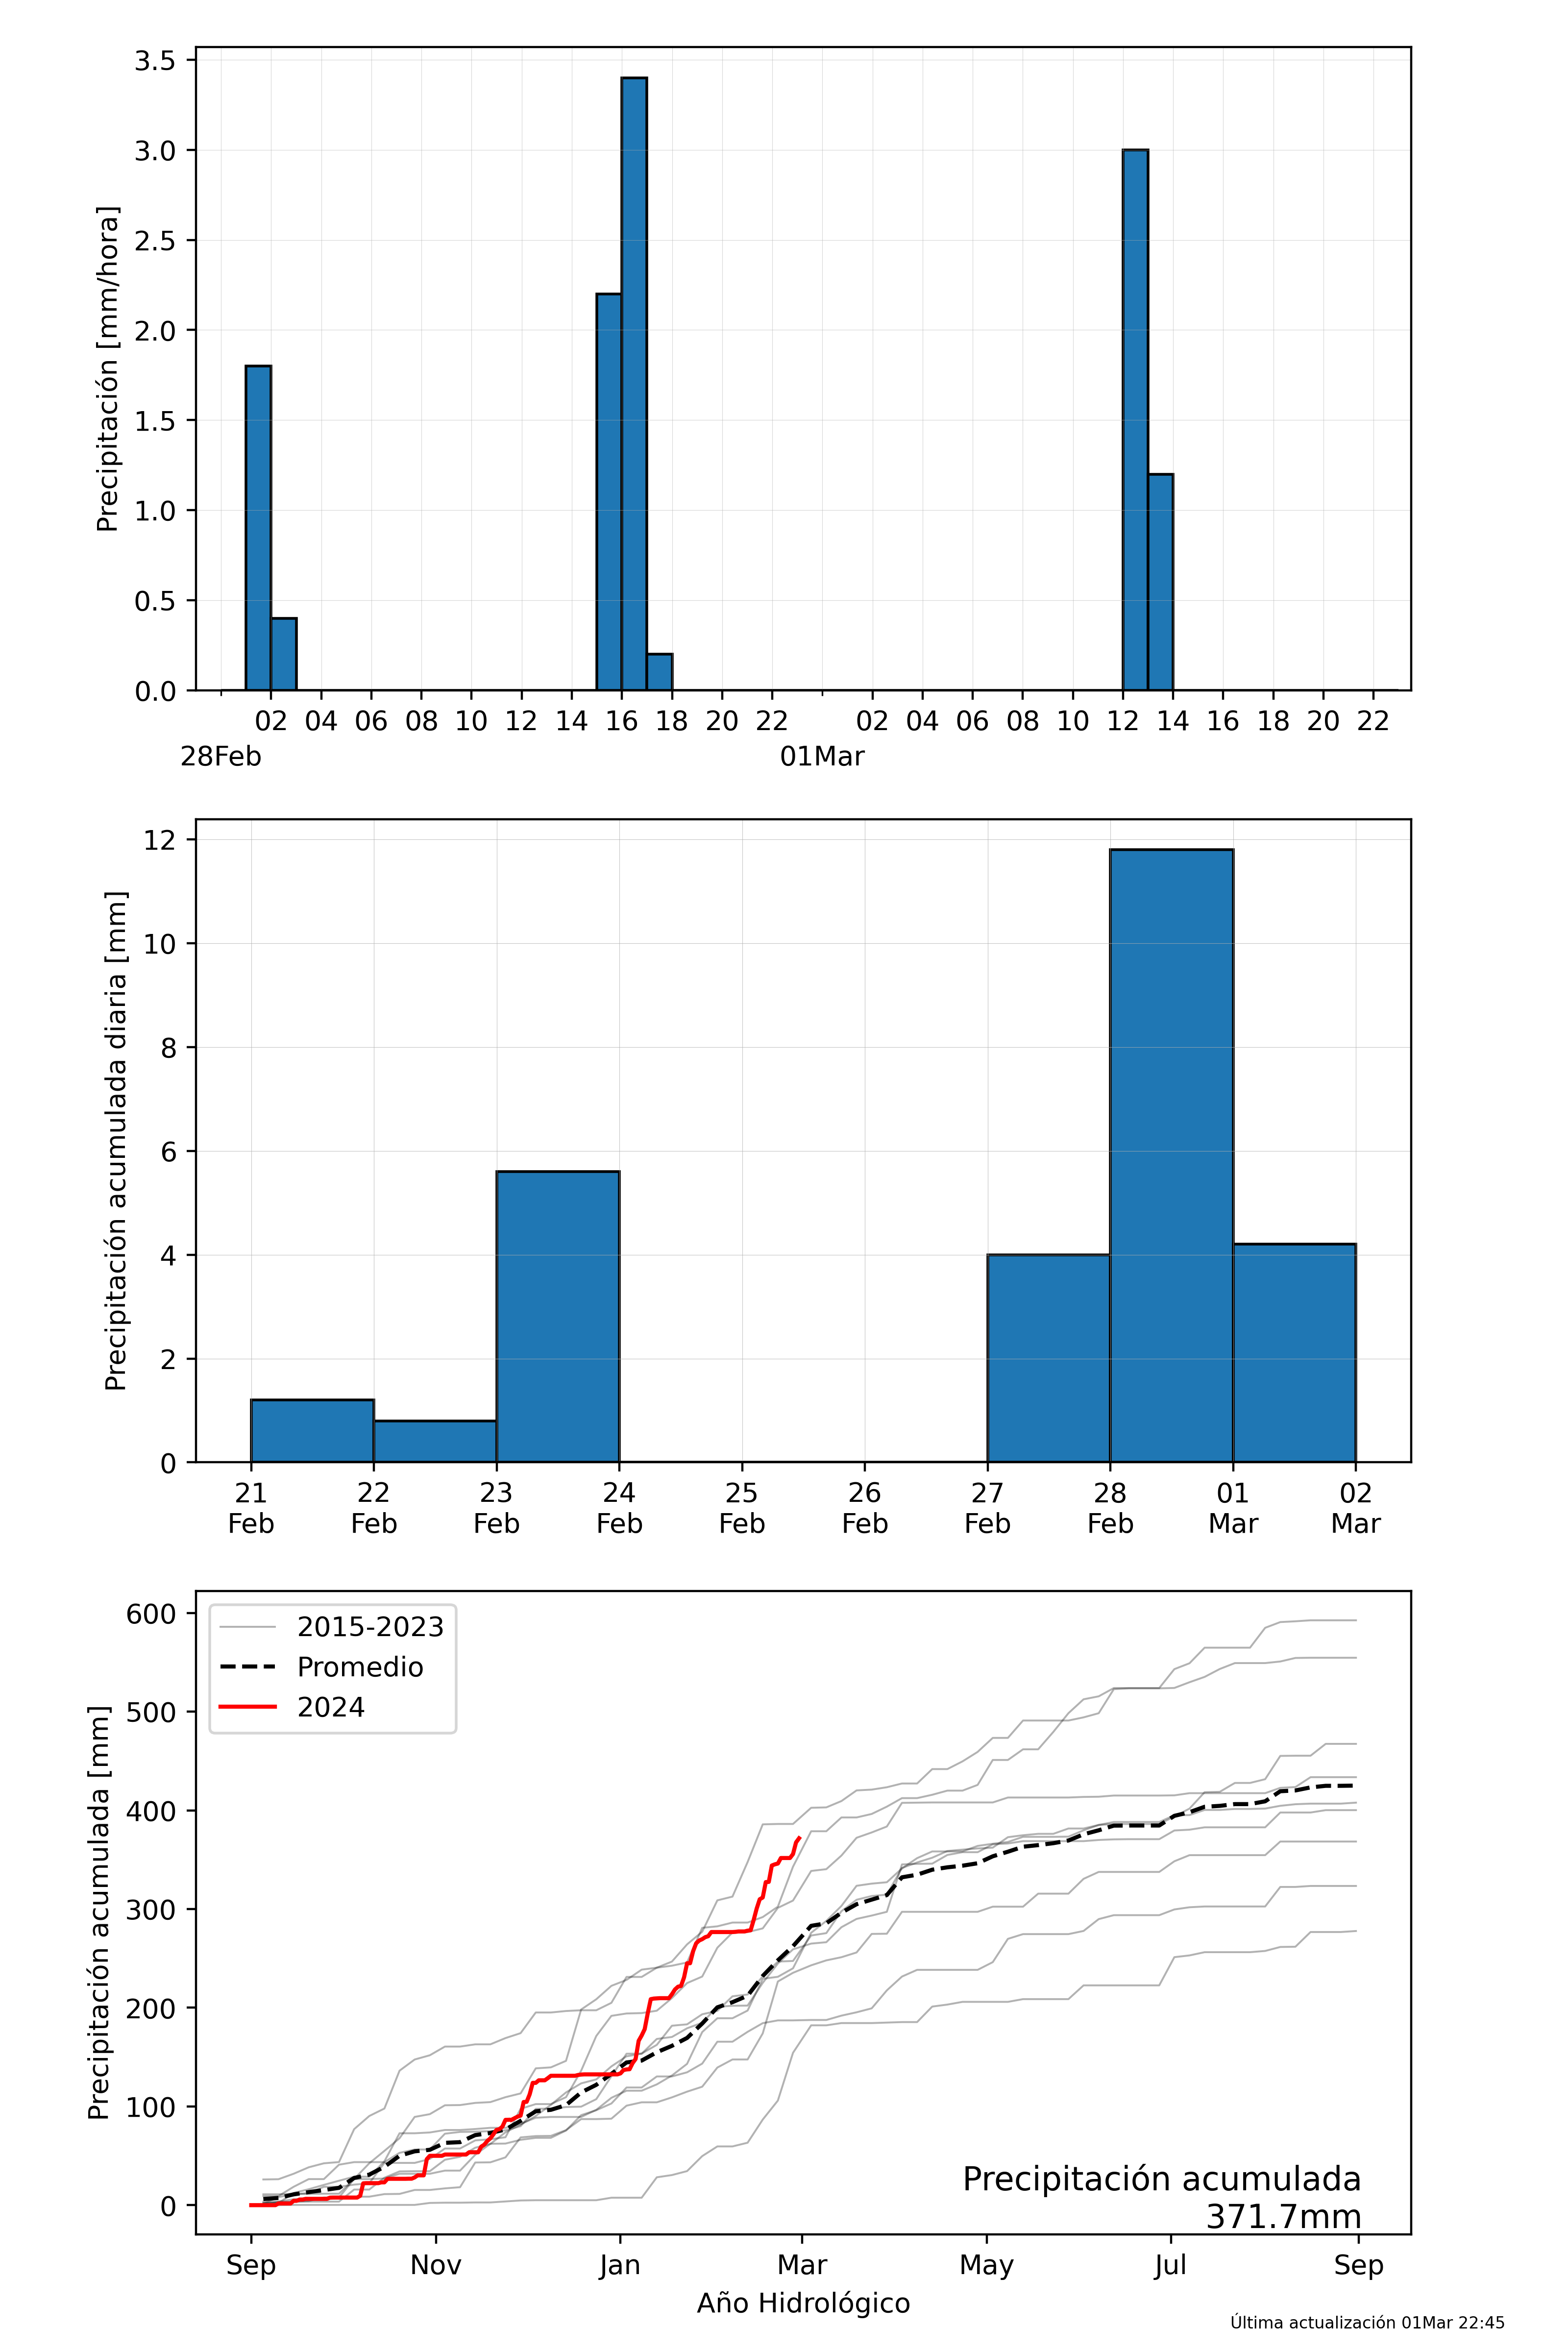 3.5
3.0
2.5
2.0
1.5
1.0
0.5
0.0
Precipitación [mm/hora]
02 04 06 08 10 12 14 16 18 20 22 02 04 06 08 10 12 14 16 18 20 22
28Feb 01Mar
12
10
8
6
4
2
0
Precipitación acumulada diaria [mm]
21 22 23 24 25 26 27 28 01 02
Feb Feb Feb Feb Feb Feb Feb Feb Mar Mar
600
500
400
300
200
100
0
Precipitación acumulada [mm]
2015-2023
Promedio
2024
Precipitación acumulada
371.7mm
Sep Nov Jan Mar May Jul Sep
Año Hidrológico
Última actualización 01Mar 22:45